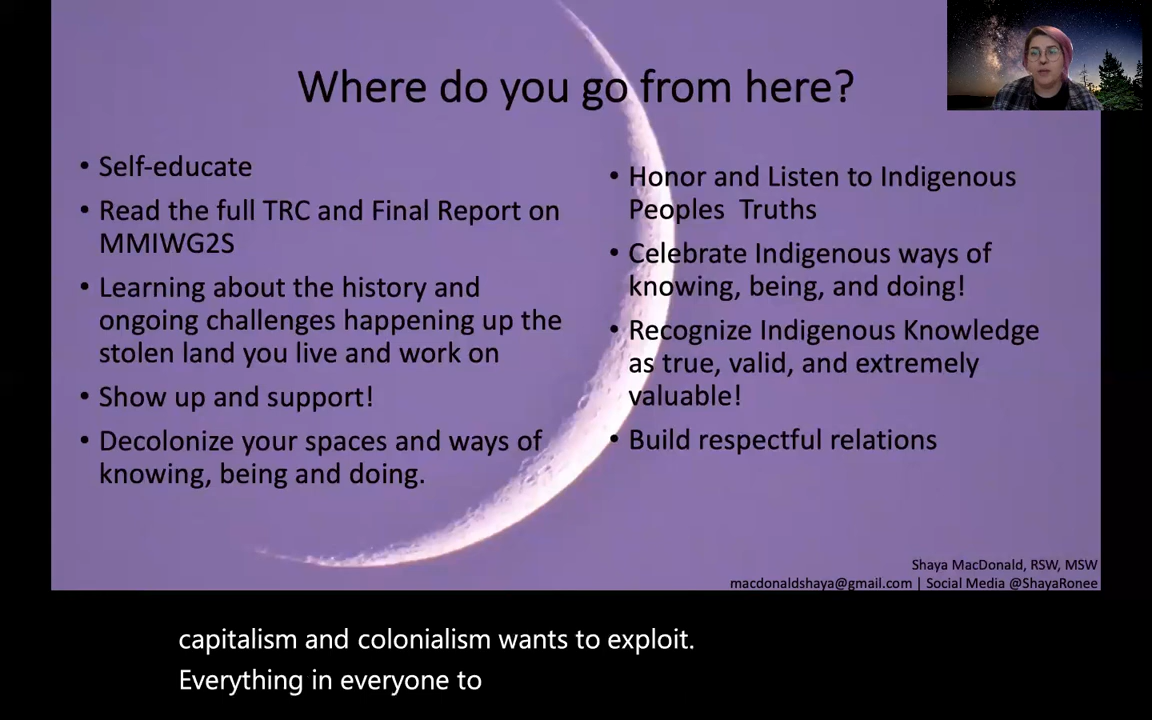 Where do you go from here?
• Self-educate
• Read the full TRC and Final Report on
MMIWG2S
• Learning about the history and
ongoing challenges happening up the
stolen land you live and work on
• Show up and support!
• Decolonize your spaces and ways of
knowing, being and doing.
• Honor and Listen to Indigenous
Peoples  Truths
• Celebrate Indigenous ways of
knowing, being, and doing!
• Recognize Indigenous Knowledge
as true, valid, and extremely
valuable!
• Build respectful relations
Shaya MacDonald, RSW, MSW
macdonaldshaya@gmail.com | Social Media @ShayaRonee
capitalism and colonialism wants to exploit.
Everything in everyone to